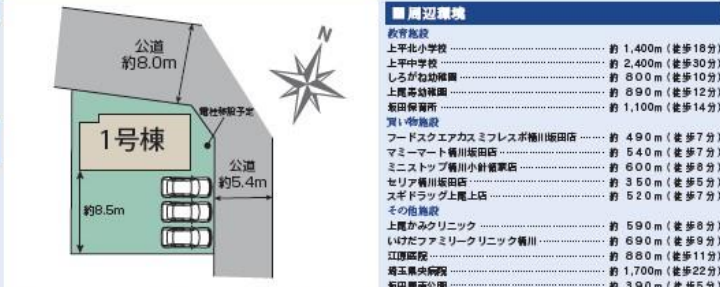 公道
約8.0m
N
電柱移設予定
1号棟
公道
約5.4m
約8.5m
■周辺環境
教育施設
上平北小学校 約 1,400m(徒歩18分)
上平中学校 約 2,400m(徒歩30分)
しろがね幼稚園 約 800m(徒歩10分)
上尾寿幼稚園 約 890m(徒歩12分)
坂田保育所 約 1,100m(徒歩14分)
買い物施設
フードスクエアカスミフレスポ桶川坂田店 約 490m(徒歩7分)
マミーマート桶川坂田店 約 540m(徒歩7分)
ミニストップ桶川小針領家店 約 600m(徒歩8分)
セリア桶川坂田店 約 350m(徒歩5分)
スギドラッグ上尾上店 約 520m(徒歩7分)
その他施設
上尾かみクリニック 約 590m(徒歩8分)
いけだファミリークリニック桶川 約 690m(徒歩9分)
江原医院 約 880m(徒歩11分)
埼玉県央病院 約 1,700m(徒歩22分)
約 390m(徒歩5分)